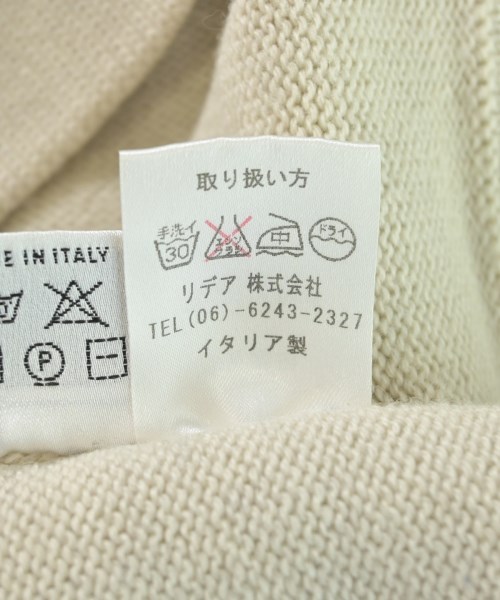 取り扱い方
手洗イ 30 エンソサラシ 中 ドライ
リデア 株式会社
TEL(06)-6243-2327
イタリア製
E IN ITALY
P